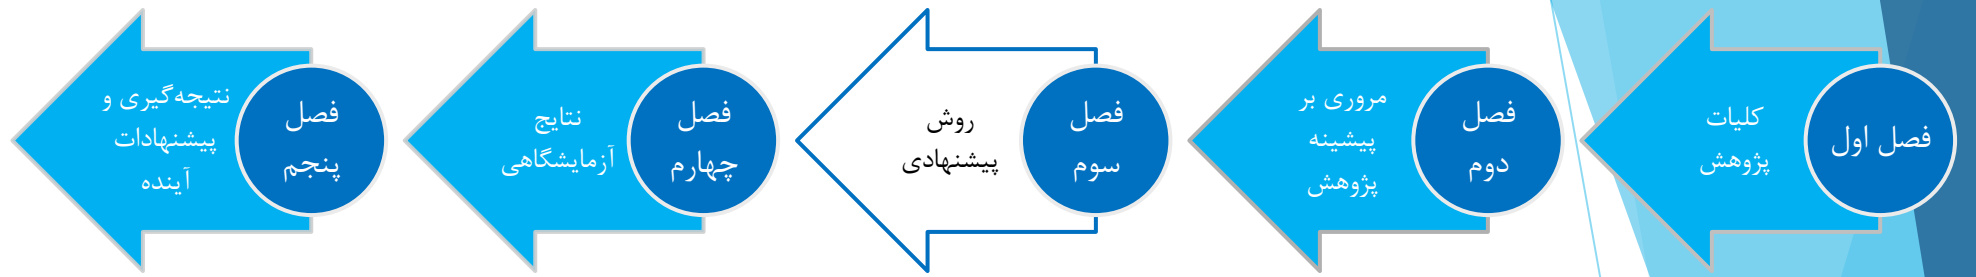 فصل اول
کلیات
پژوهش
فصل
دوم
مروری بر
پیشینه
پژوهش
فصل
سوم
روش
پیشنهادی
فصل
چهارم
نتایج
آزمایشگاهی
فصل
پنجم
نتیجه‌گیری و
پیشنهادات
آینده